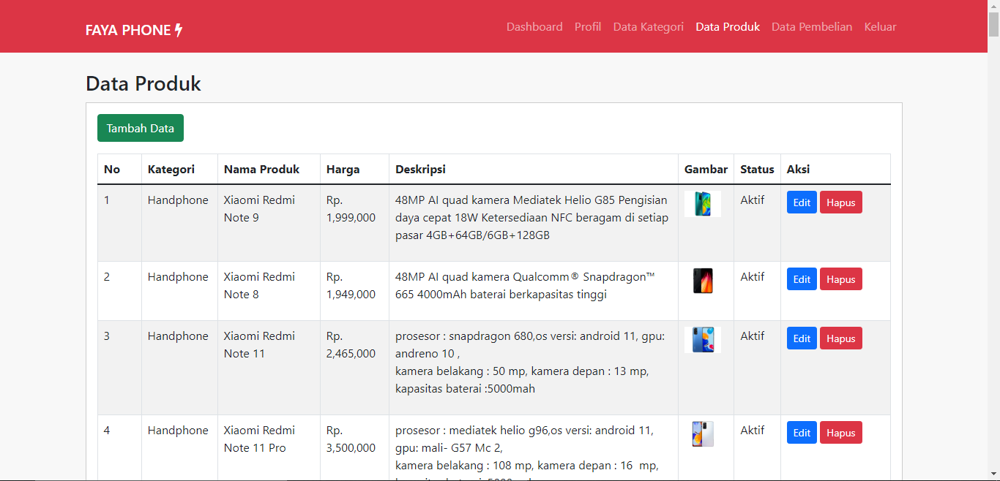 FAYA PHONE
Dashboard Profil Data Kategori Data Produk Data Pembelian Keluar
Data Produk
Tambah Data
No Kategori Nama Produk Harga Deskripsi Gambar Status Aksi
1 Handphone Xiaomi Redmi Rp. 48MP AI quad kamera Mediatek Helio G85 Pengisian Aktif Edit Hapus
Note 9 1,999,000 daya cepat 18W Ketersediaan NFC beragam di setiap
pasar 4GB+64GB/6GB+128GB
2 Handphone Xiaomi Redmi Rp. 48MP AI quad kamera Qualcomm® Snapdragon™ Aktif Edit Hapus
Note 8 1,949,000 665 4000mAh baterai berkapasitas tinggi
3 Handphone Xiaomi Redmi Rp. prosesor : snapdragon 680,os versi: android 11, gpu: Aktif Edit Hapus
Note 11 2,465,000 andreno 10 ,
kamera belakang : 50 mp, kamera depan : 13 mp,
kapasitas baterai :5000mah
4 Handphone Xiaomi Redmi Rp. prosesor : mediatek helio g96,os versi: android 11, Aktif Edit Hapus
Note 11 Pro 3,500,000 gpu: mali- G57 Mc 2,
kamera belakang : 108 mp, kamera depan : 16 mp,